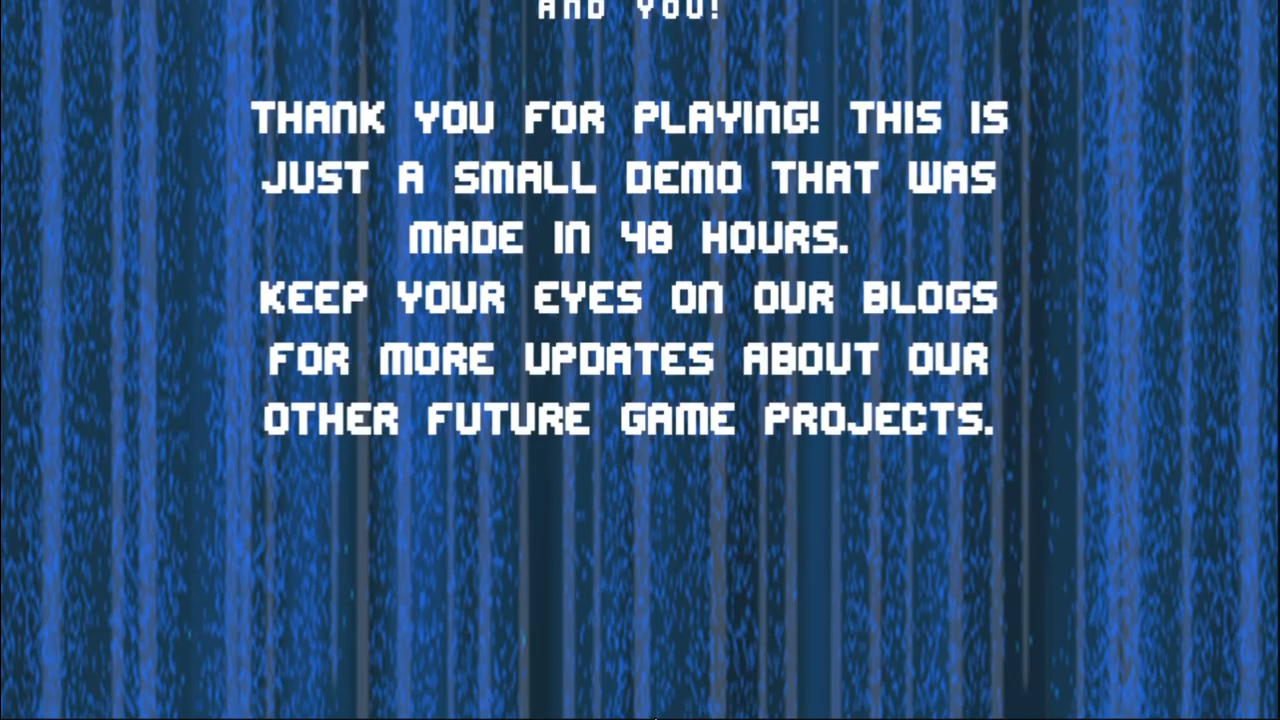 AND YOU!
THANK YOU FOR PLAYING! THIS IS
JUST A SMALL DEMO THAT WAS
MADE IN 48 HOURS.
KEEP YOUR EYES ON OUR BLOGS
FOR MORE UPDATES ABOUT OUR
OTHER FUTURE GAME PROJECTS.